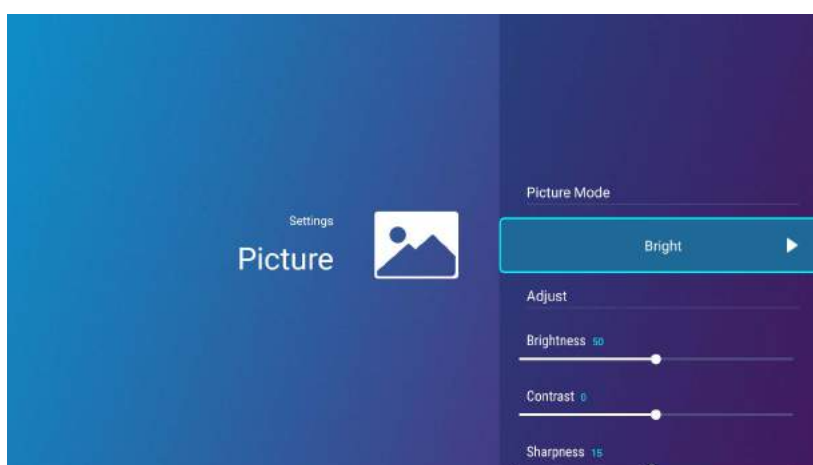 Settings
Picture
Picture Mode
Bright
Adjust
Brightness 50
Contrast 0
Sharpness 15